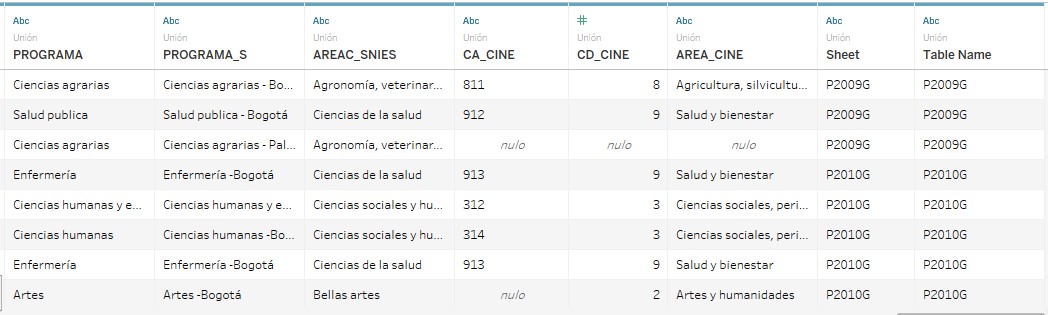 Abc Abc Abc Abc # Abc Abc Abc
Unión Unión Unión Unión Unión Unión Unión Unión
PROGRAMA PROGRAMA_S AREAC_SNIES CA_CINE CD_CINE AREA_CINE Sheet Table Name
Ciencias agrarias Ciencias agrarias - Bo... Agronomía, veterinar... 811 8 Agricultura, silvicultu... P2009G P2009G
Salud publica Salud publica - Bogotá Ciencias de la salud 912 9 Salud y bienestar P2009G P2009G
Ciencias agrarias Ciencias agrarias - Pal... Agronomía, veterinar... nulo nulo nulo P2009G P2009G
Enfermería Enfermería -Bogotá Ciencias de la salud 913 9 Salud y bienestar P2010G P2010G
Ciencias humanas y e... Ciencias humanas y e... Ciencias sociales y hu... 312 3 Ciencias sociales, peri... P2010G P2010G
Ciencias humanas Ciencias humanas -Bo... Ciencias sociales y hu... 314 3 Ciencias sociales, peri... P2010G P2010G
Enfermería Enfermería -Bogotá Ciencias de la salud 913 9 Salud y bienestar P2010G P2010G
Artes Artes -Bogotá Bellas artes nulo 2 Artes y humanidades P2010G P2010G